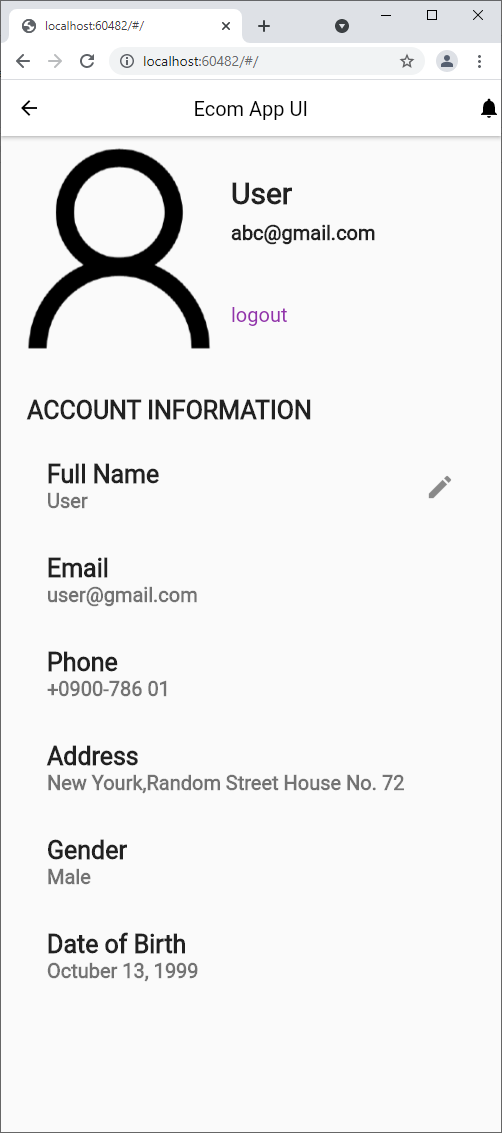 localhost:60482/#/
localhost:60482/#/
Ecom App UI
User
abc@gmail.com
logout
ACCOUNT INFORMATION
Full Name
User
Email
user@gmail.com
Phone
+0900-786 01
Address
New Yourk,Random Street House No. 72
Gender
Male
Date of Birth
Octuber 13, 1999